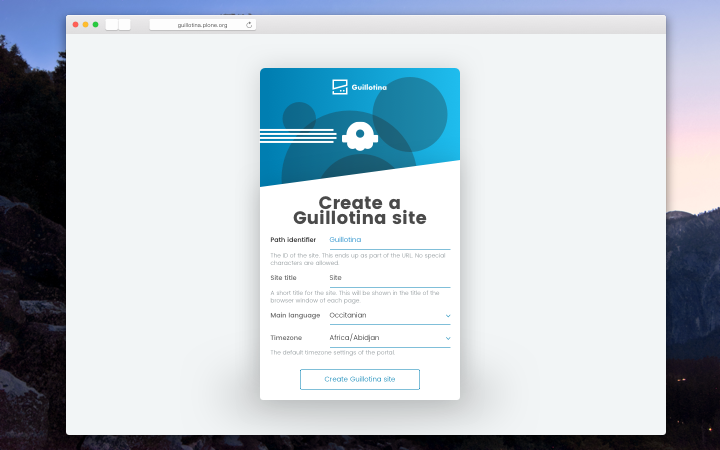 guillotina.plone.org
Guillotina
Create a
Guillotina site
Path identifier Guillotina
The ID of the site. This ends up as part of the URL. No special
characters are allowed.
Site title Site
A short title for the site. This will be shown in the title of the
browser window of each page.
Main language Occitanian
Timezone Africa/Abidjan
The default timezone settings of the portal.
Create Guillotina site